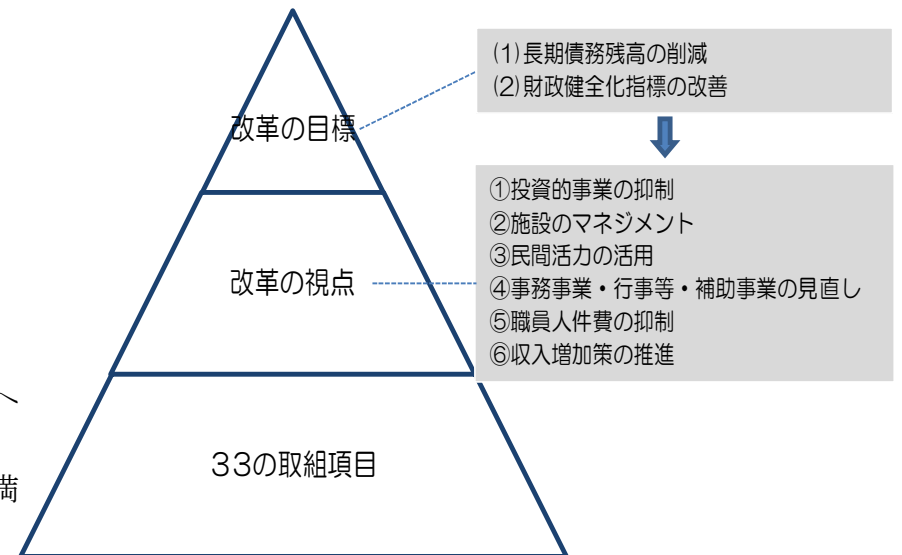 (1)長期債務残高の削減
(2)財政健全化指標の改善
改革の目標
①投資的事業の抑制
②施設のマネジメント
③民間活力の活用
④事務事業・行事等・補助事業の見直し
⑤職員人件費の抑制
⑥収入増加策の推進
改革の視点
へ
33の取組項目
満